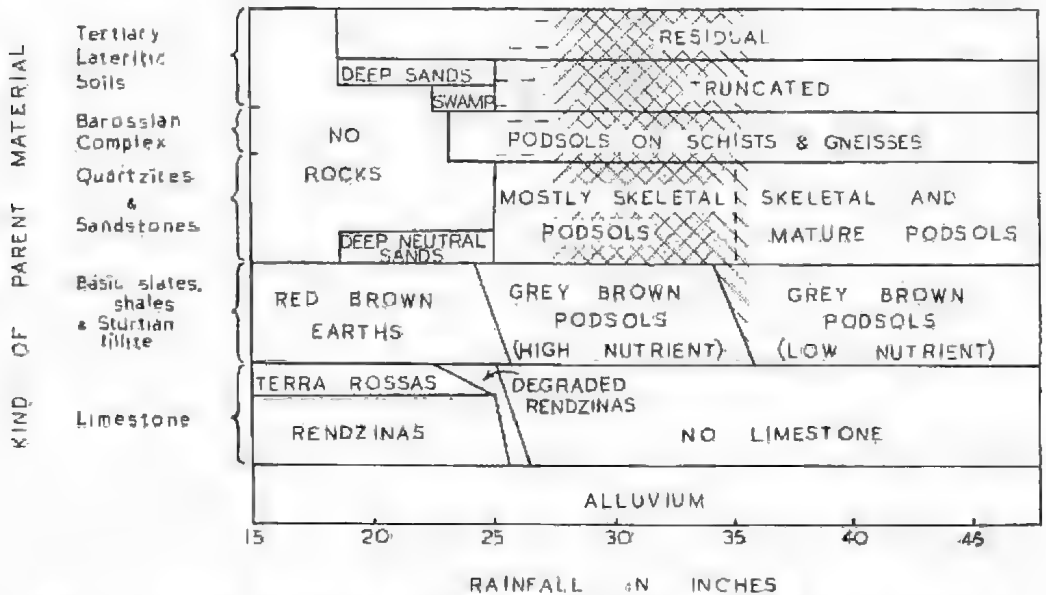 KIND OF PARENT MATERIAL
Tertiary
Lateritic
Soils
Barossian
Complex
Quartzites
&
Sandstones
Basic slates,
shales
& Sturtian
tillite
Limestone
RESIDUAL
DEEP SANDS
SWAMP
TRUNCATED
NO
ROCKS
PODSOLS ON SCHISTS & GNEISSES
MOSTLY SKELETAL
PODSOLS
SKELETAL AND
MATURE PODSOLS
DEEP NEUTRAL
SANDS
RED BROWN
EARTHS
GREY BROWN
PODSOLS
(HIGH NUTRIENT)
GREY BROWN
PODSOLS
(LOW NUTRIENT)
TERRA ROSSAS
DEGRADED
RENDZINAS
RENDZINAS
NO LIMESTONE
ALLUVIUM
15 20 25 30 35 40 45
RAINFALL IN INCHES